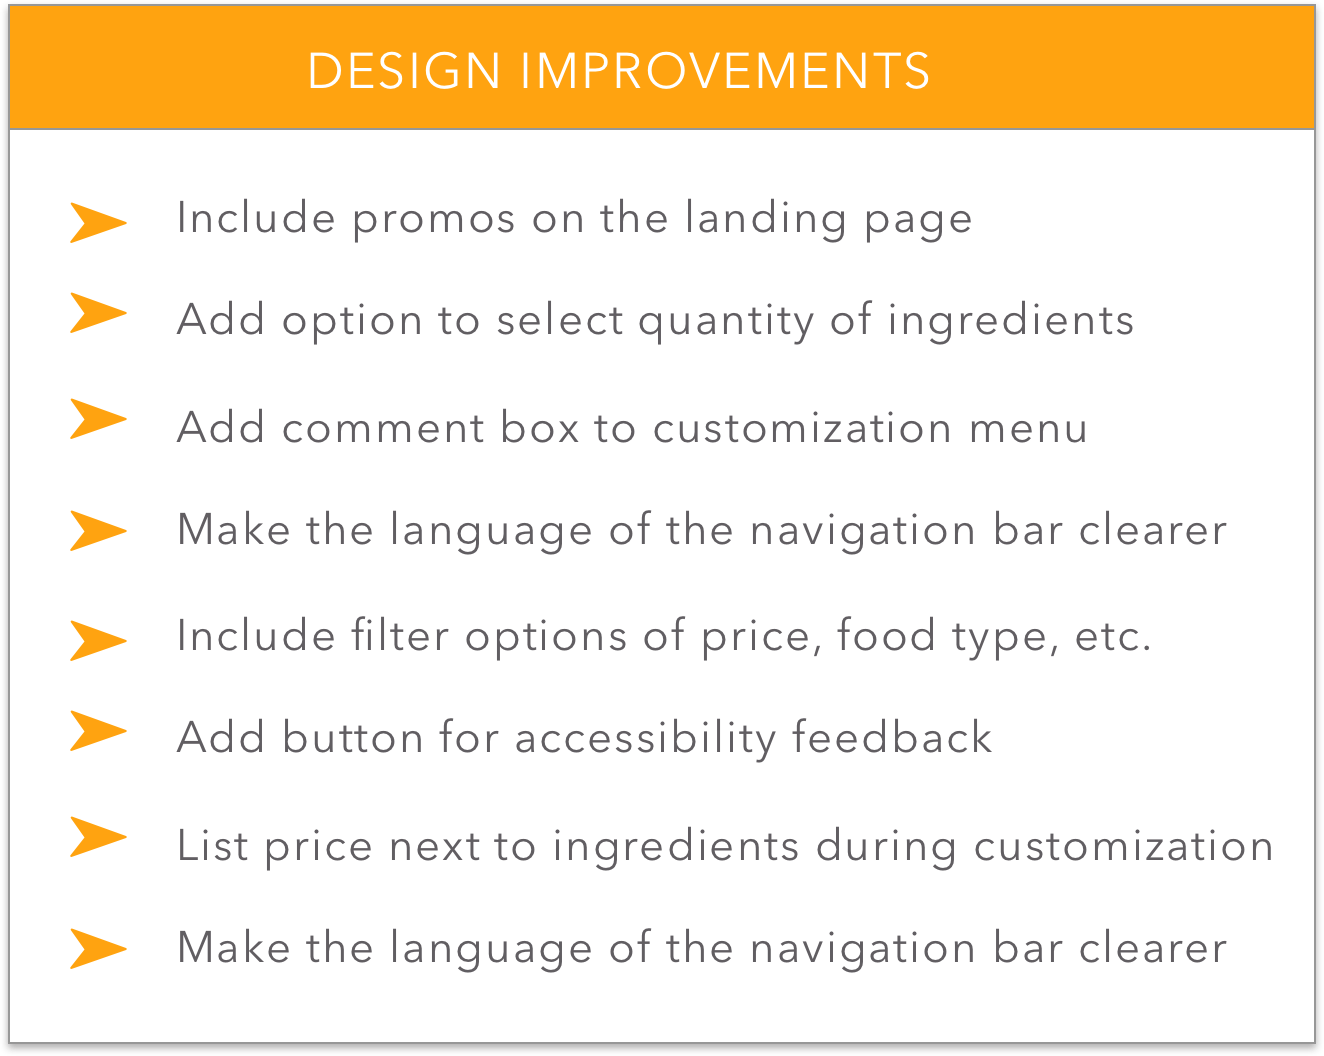 DESIGN IMPROVEMENTS
Include promos on the landing page
Add option to select quantity of ingredients
Add comment box to customization menu
Make the language of the navigation bar clearer
Include filter options of price, food type, etc.
Add button for accessibility feedback
List price next to ingredients during customization
Make the language of the navigation bar clearer